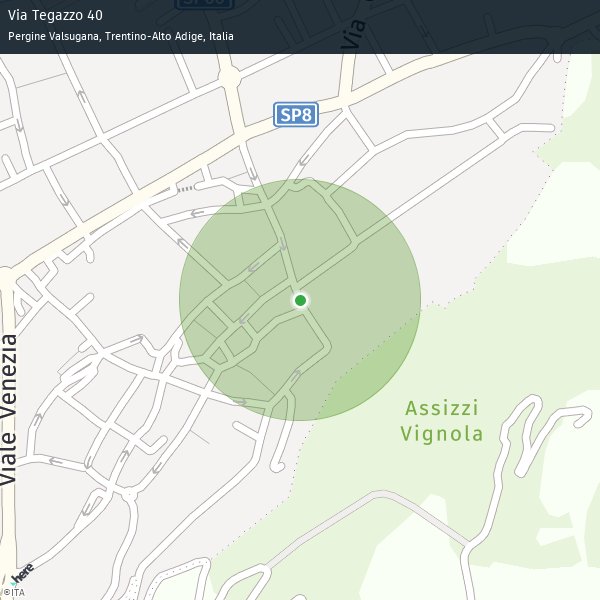 Via Tegazzo 40
Pergine Valsugana, Trentino-Alto Adige, Italia
Via
SP8
Viale Venezia
Assizzi
Vignola
here
©ITA